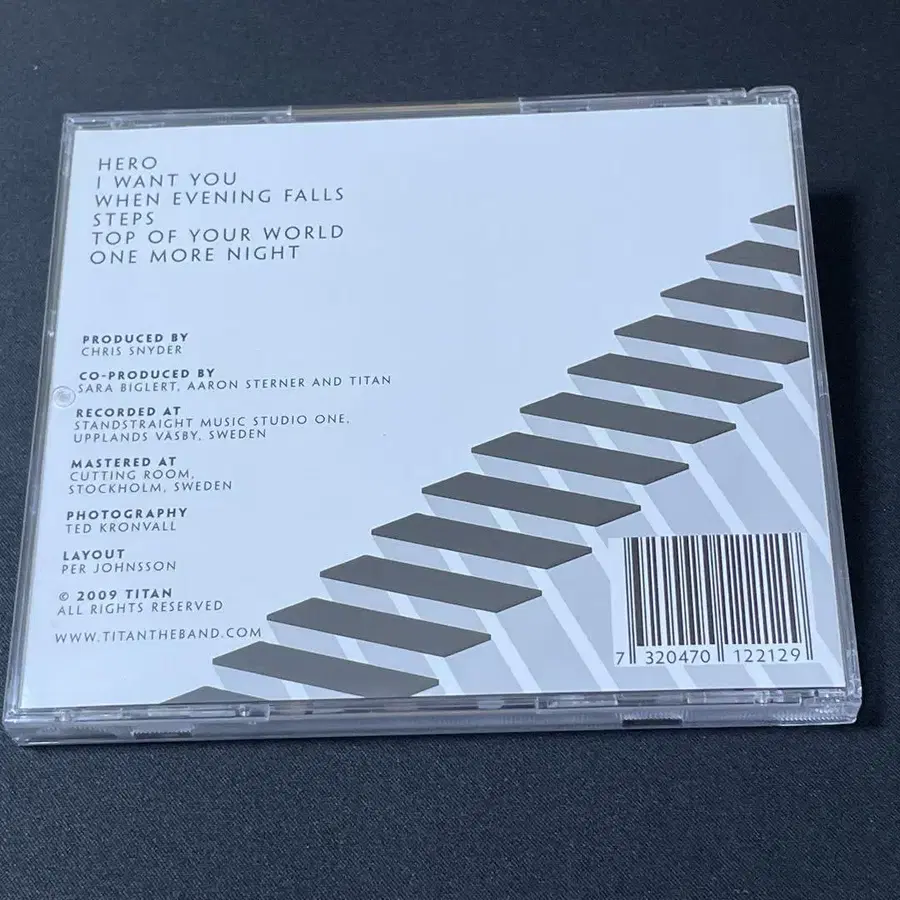 HERO
I WANT YOU
WHEN EVENING FALLS
STEPS
TOP OF YOUR WORLD
ONE MORE NIGHT
PRODUCED BY
CHRIS SNYDER
CO-PRODUCED BY
SARA BIGLERT, AARON STERNER AND TITAN
RECORDED AT
STANDSTRAIGHT MUSIC STUDIO ONE,
UPPLANDS VÄSBY, SWEDEN
MASTERED AT
CUTTING ROOM,
STOCKHOLM, SWEDEN
PHOTOGRAPHY
TED KRONVALL
LAYOUT
PER JOHNSSON
© 2009 TITAN
ALL RIGHTS RESERVED
WWW.TITANTHEBAND.COM
7 320470 122129